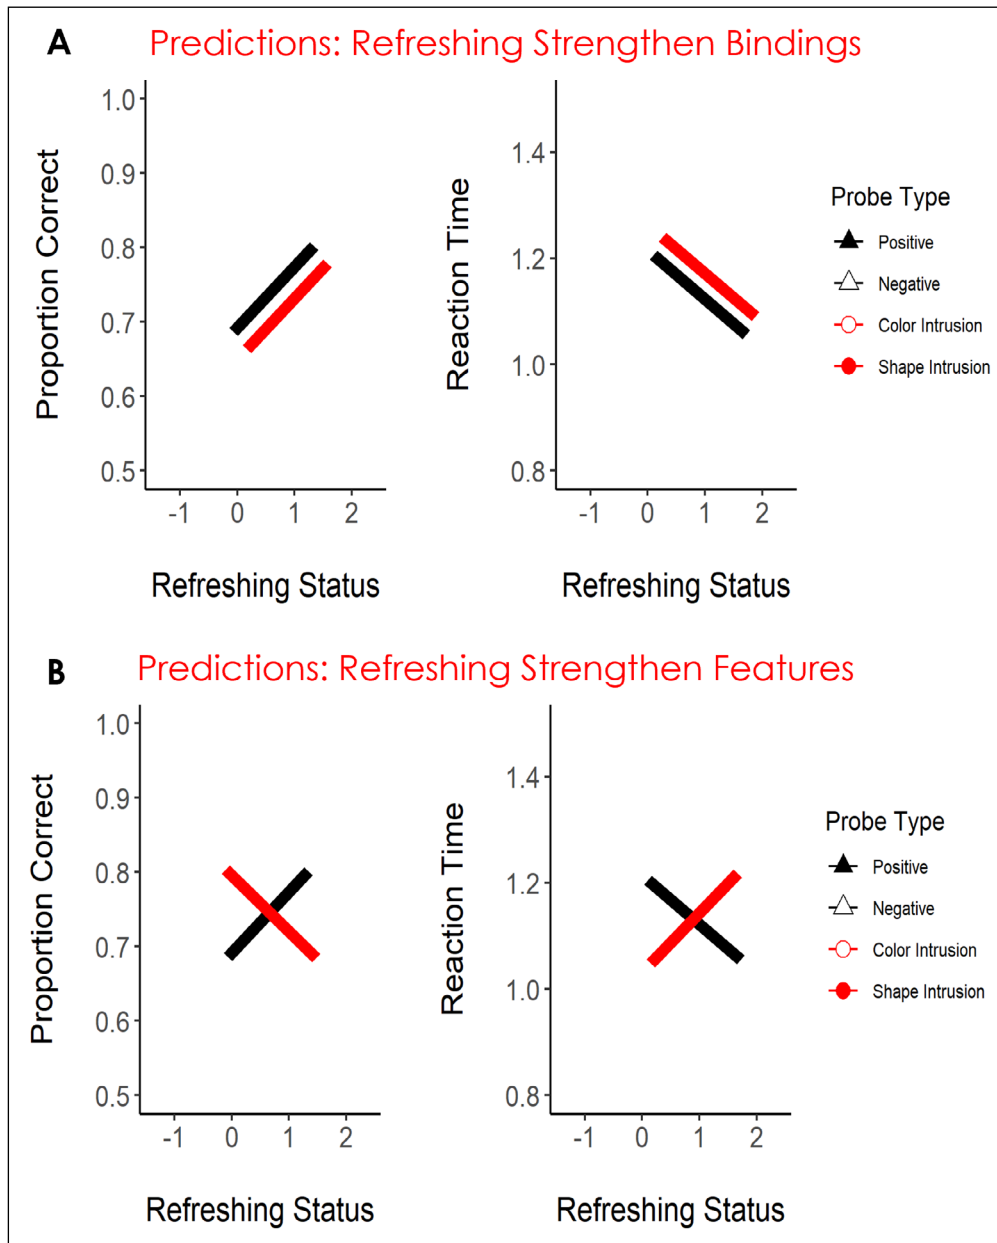 A
Predictions: Refreshing Strengthen Bindings
Proportion Correct
1.0
0.9
0.8
0.7
0.6
0.5
-1 0 1 2
Refreshing Status
Reaction Time
1.4
1.2
1.0
0.8
-1 0 1 2
Refreshing Status
Probe Type
Positive
Negative
Color Intrusion
Shape Intrusion
B
Predictions: Refreshing Strengthen Features
Proportion Correct
1.0
0.9
0.8
0.7
0.6
0.5
-1 0 1 2
Refreshing Status
Reaction Time
1.4
1.2
1.0
0.8
-1 0 1 2
Refreshing Status
Probe Type
Positive
Negative
Color Intrusion
Shape Intrusion